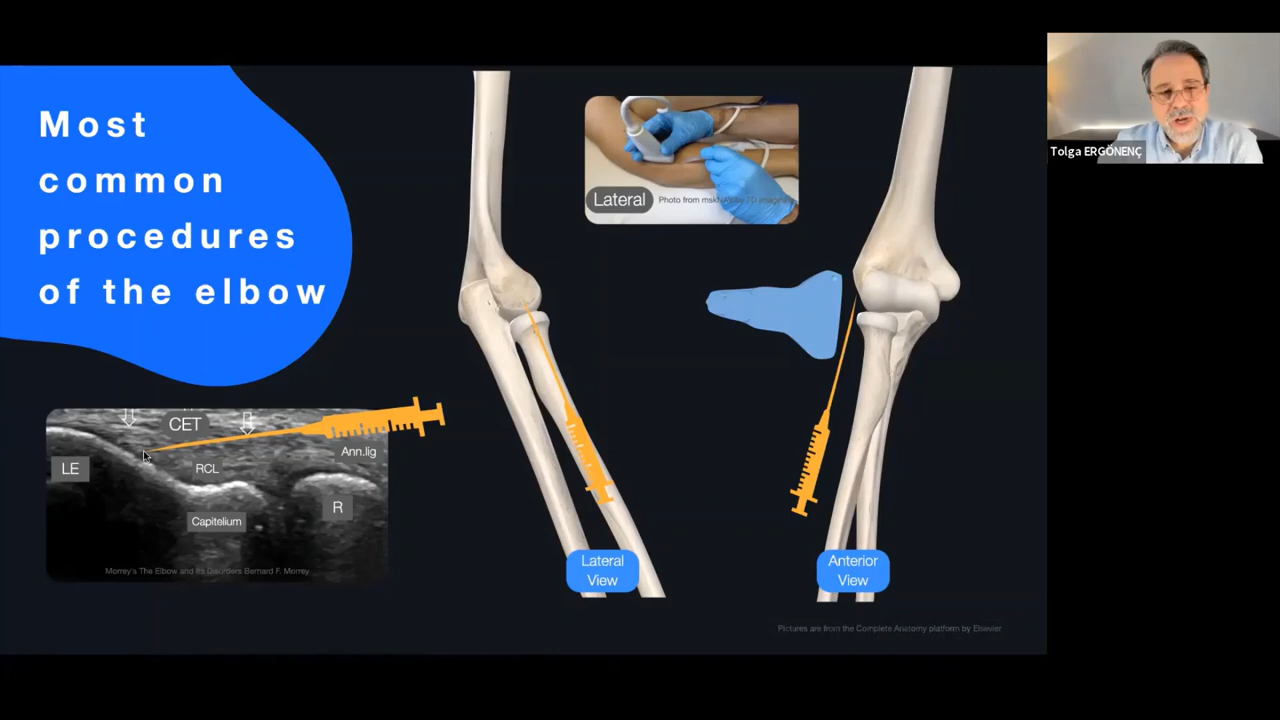 Most
common
procedures
of the elbow
Lateral
Photo from
Tolga ERGÖNENÇ
CET
Ann.lig
LE
RCL
R
Capitelium
Morrey's The Elbow and Its Disorders Bernard F. Morrey
Lateral
View
Anterior
View
Pictures are from the Complete Anatomy platform by Elsevier